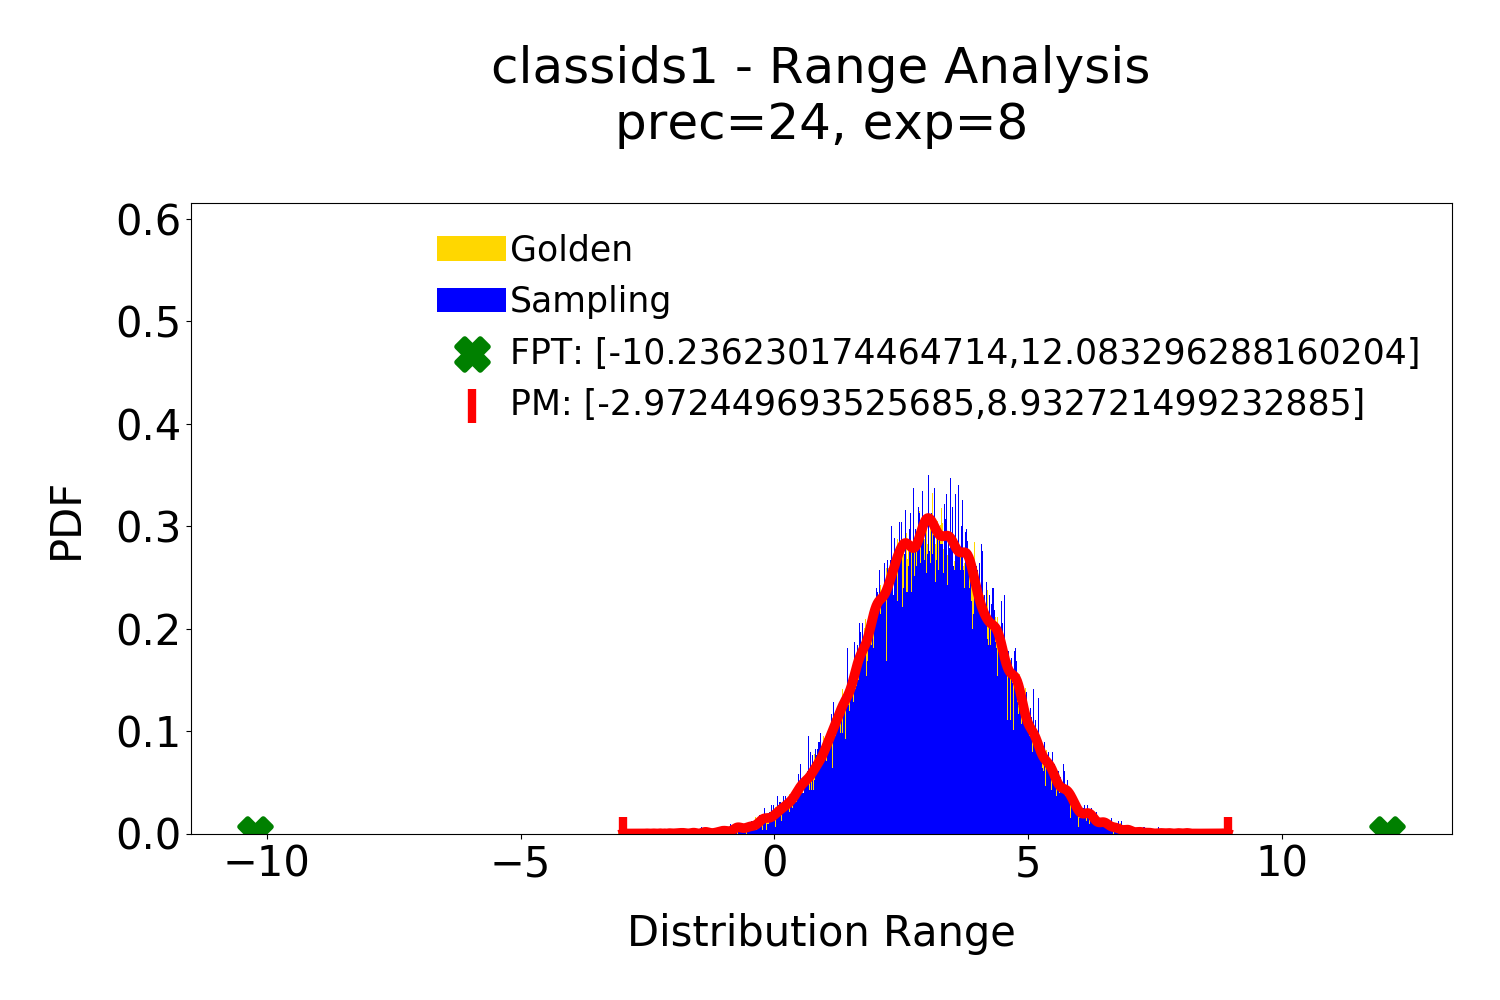 classids1 - Range Analysis
prec=24, exp=8
0.6
0.5
0.4
0.3
0.2
0.1
0.0
PDF
Golden
Sampling
FPT: [-10.236230174464714,12.083296288160204]
PM: [-2.972449693525685,8.932721499232885]
−10
−5
0
5
10
Distribution Range